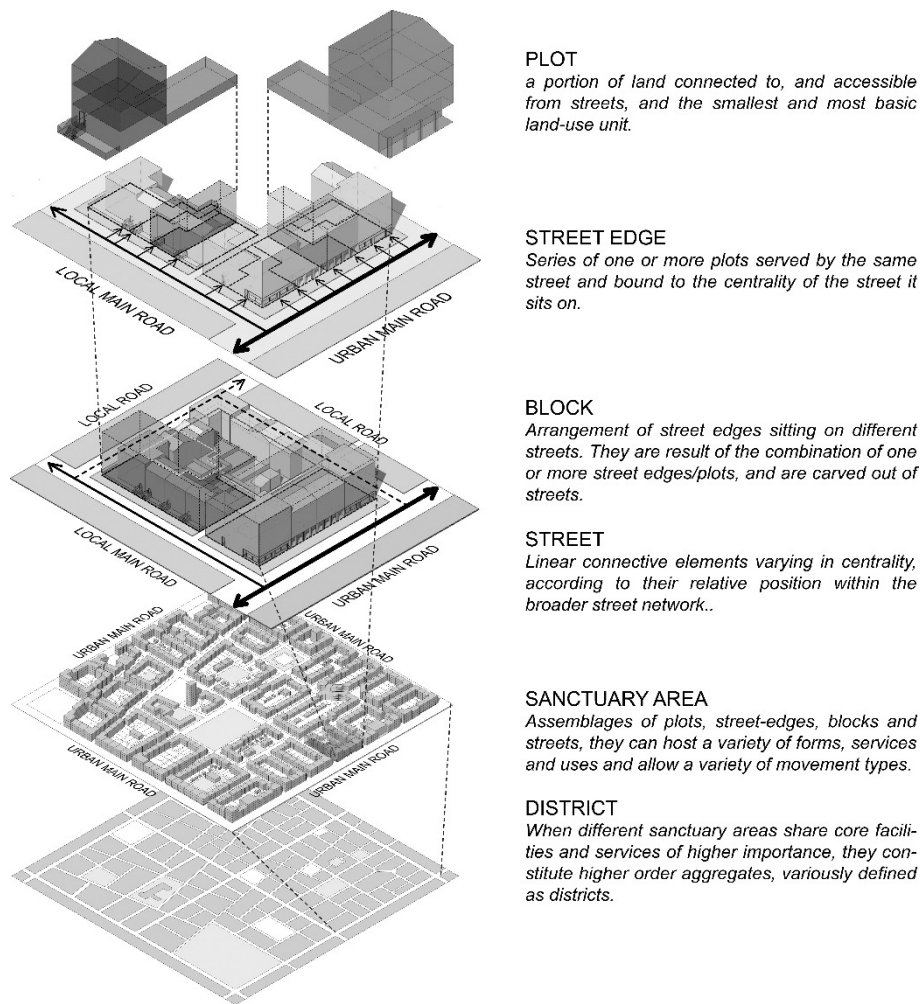 PLOT
a portion of land connected to, and accessible
from streets, and the smallest and most basic
land-use unit.
LOCAL MAIN ROAD
URBAN MAIN ROAD
STREET EDGE
Series of one or more plots served by the same
street and bound to the centrality of the street it
sits on.
LOCAL ROAD
LOCAL ROAD
LOCAL MAIN ROAD
URBAN MAIN ROAD
BLOCK
Arrangement of street edges sitting on different
streets. They are result of the combination of one
or more street edges/plots, and are carved out of
streets.
STREET
Linear connective elements varying in centrality,
according to their relative position within the
broader street network..
URBAN MAIN ROAD
URBAN MAIN ROAD
URBAN MAIN ROAD
URBAN MAIN ROAD
SANCTUARY AREA
Assemblages of plots, street-edges, blocks and
streets, they can host a variety of forms, services
and uses and allow a variety of movement types.
DISTRICT
When different sanctuary areas share core facili-
ties and services of higher importance, they con-
stitute higher order aggregates, variously defined
as districts.